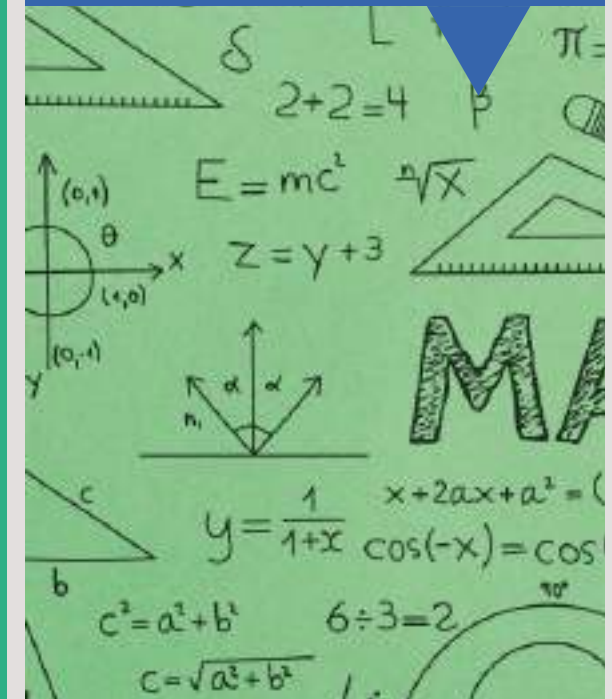 δ
π=
2+2=4
β
E=mc²
ⁿ√x
(0,1)
θ
x
z=y+3
(1,0)
(0,-1)
y
α α
n₁
MA
c
x+2ax+a²=(
y=1/1+x
cos(-x)=cos
b
90°
c²=a²+b²
6÷3=2
c=√a²+b²